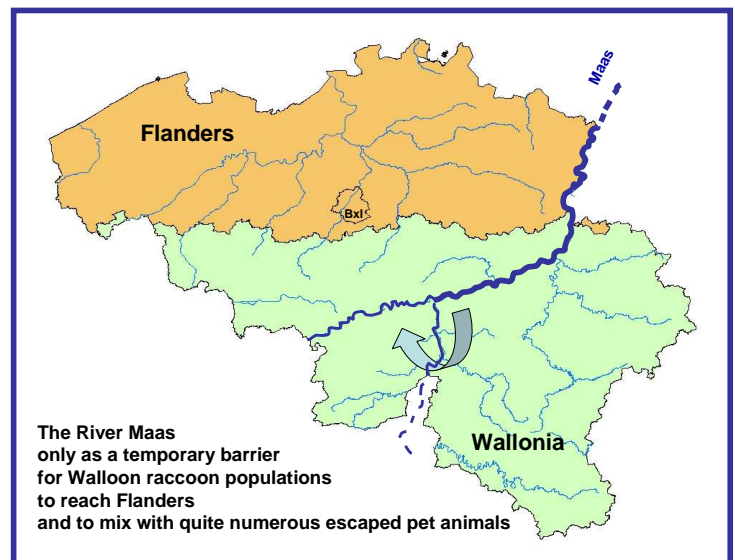 Maas
Flanders
Bxl
Wallonia
The River Maas
only as a temporary barrier
for Walloon raccoon populations
to reach Flanders
and to mix with quite numerous escaped pet animals